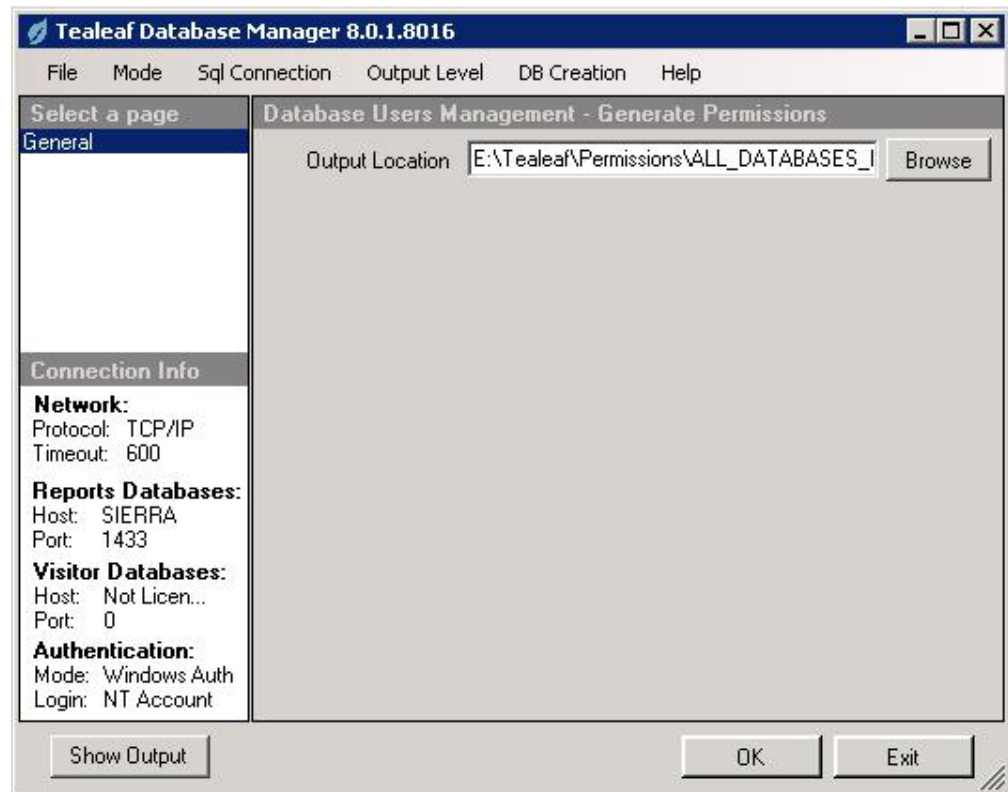 Tealeaf Database Manager 8.0.1.8016
File Mode Sql Connection Output Level DB Creation Help
Select a page
General
Database Users Management - Generate Permissions
Output Location E:\Tealeaf\Permissions\ALL_DATABASES_I Browse
Connection Info
Network:
Protocol: TCP/IP
Timeout: 600
Reports Databases:
Host: SIERRA
Port: 1433
Visitor Databases:
Host: Not Licen...
Port: 0
Authentication:
Mode: Windows Auth
Login: NT Account
Show Output OK Exit